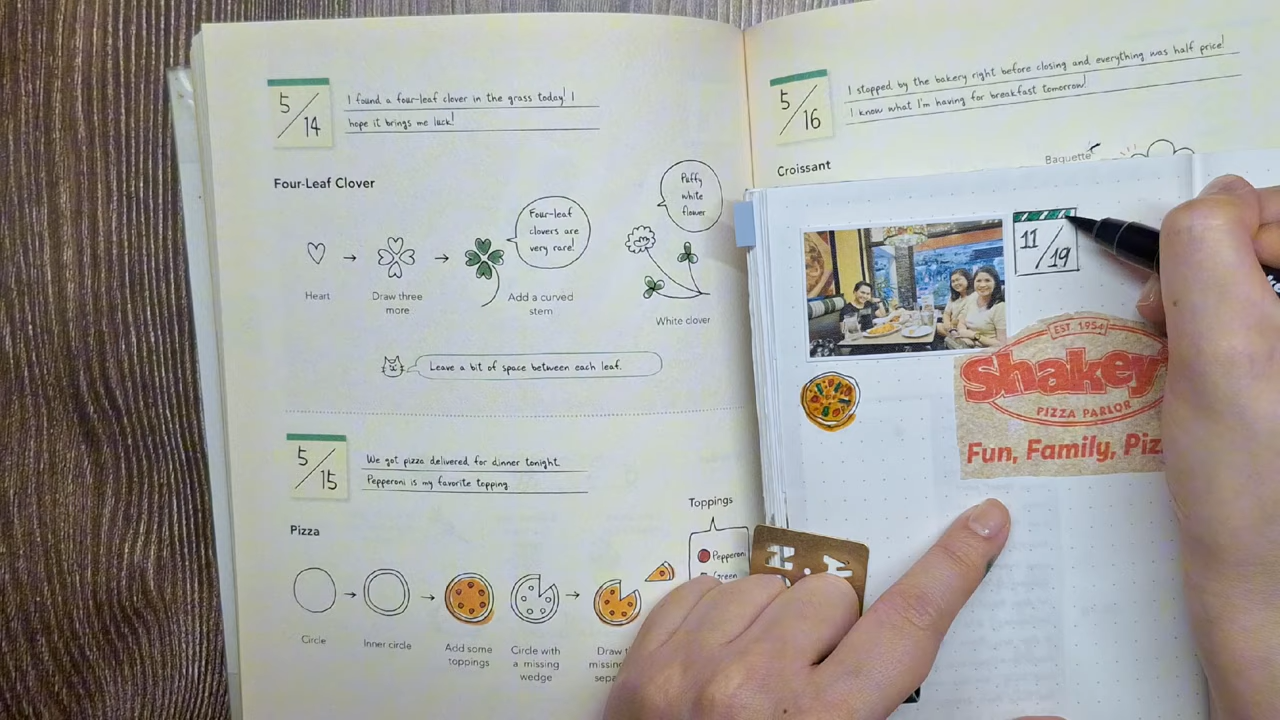 5/14
I found a four-leaf clover in the grass today! I
hope it brings me luck!
Four-Leaf Clover
Four-leaf
clovers are
very rare!
Puffy
white
flower
Heart
Draw three
more
Add a curved
stem
White clover
Leave a bit of space between each leaf.
5/15
We got pizza delivered for dinner tonight.
Pepperoni is my favorite topping
Pizza
Toppings
Pepperoni
Green
Circle
Inner circle
Add some
toppings
Circle with
a missing
wedge
Draw
5/16
I stopped by the bakery right before closing and everything was half price!
I know what I'm having for breakfast tomorrow!
Croissant
Baguette
11/19
EST. 1954
Shakey's
PIZZA PARLOR
Fun, Family,